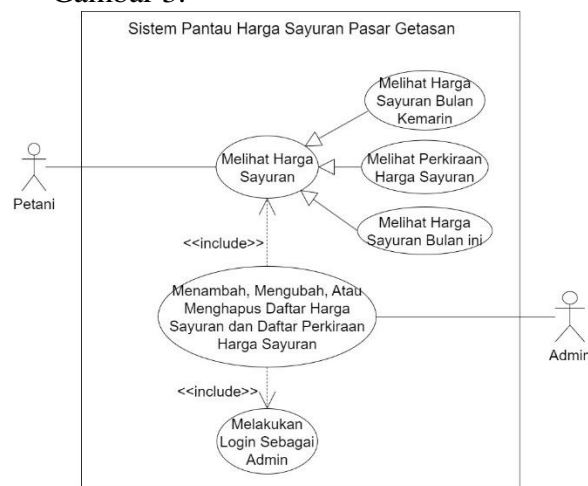 Gambar 3.
Sistem Pantau Harga Sayuran Pasar Getasan
Melihat Harga
Sayuran Bulan
Kemarin
Melihat Harga
Sayuran
Melihat Perkiraan
Harga Sayuran
Petani
Melihat Harga
Sayuran Bulan ini
<<include>>
Menambah, Mengubah, Atau
Menghapus Daftar Harga
Sayuran dan Daftar Perkiraan
Harga Sayuran
Admin
<<include>>
Melakukan
Login Sebagai
Admin